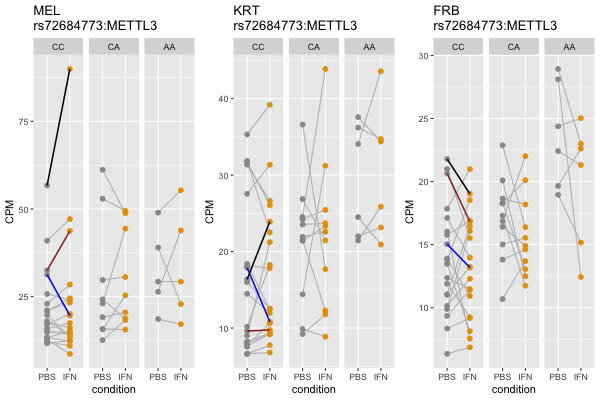 MEL
rs72684773:METTL3
CC CA AA
75
50
25
CPM
PBS IFN PBS IFN PBS IFN
condition
KRT
rs72684773:METTL3
CC CA AA
40
30
20
10
CPM
PBS IFN PBS IFN PBS IFN
condition
FRB
rs72684773:METTL3
CC CA AA
30
25
20
15
10
CPM
PBS IFN PBS IFN PBS IFN
condition